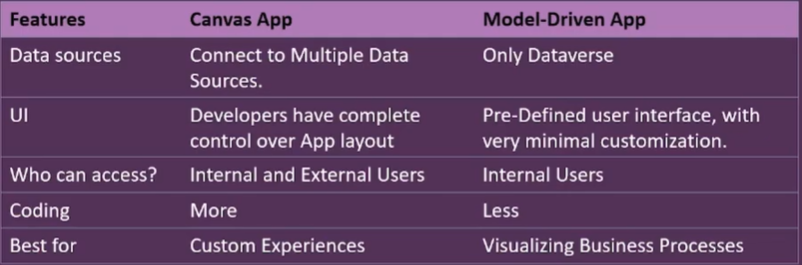 Features Canvas App Model-Driven App
Data sources Connect to Multiple Data Only Dataverse
Sources.
UI Developers have complete Pre-Defined user interface, with
control over App layout very minimal customization.
Who can access? Internal and External Users Internal Users
Coding More Less
Best for Custom Experiences Visualizing Business Processes